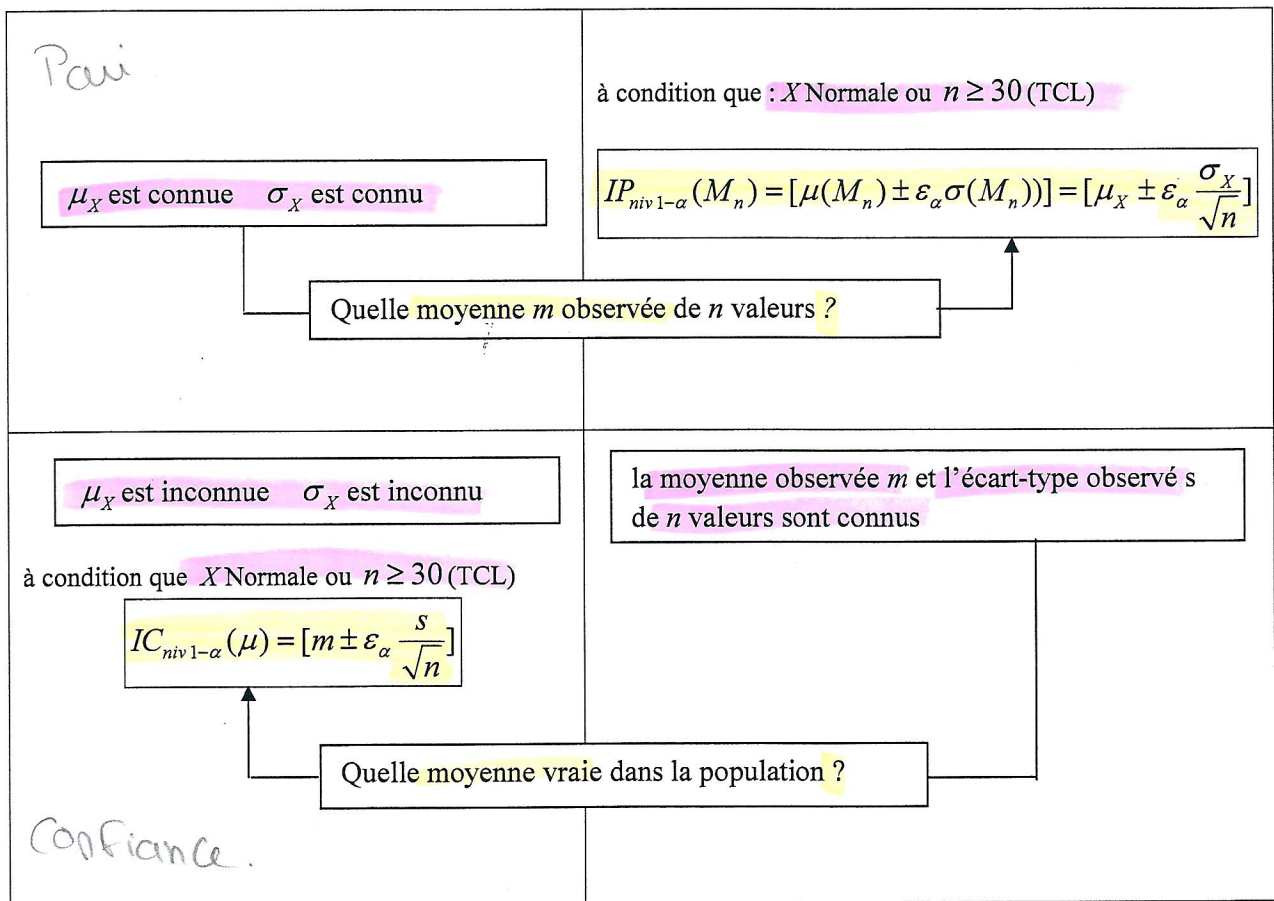 Pari
à condition que : X Normale ou n ≥ 30 (TCL)
μ_X est connue σ_X est connu
IP_{niv 1-α}(M_n) = [μ(M_n) ± ε_α σ(M_n))] = [μ_X ± ε_α σ_X/√n]
Quelle moyenne m observée de n valeurs ?
μ_X est inconnue σ_X est inconnu
la moyenne observée m et l'écart-type observé s
de n valeurs sont connus
à condition que X Normale ou n ≥ 30 (TCL)
IC_{niv 1-α}(μ) = [m ± ε_α s/√n]
Quelle moyenne vraie dans la population ?
Confiance.